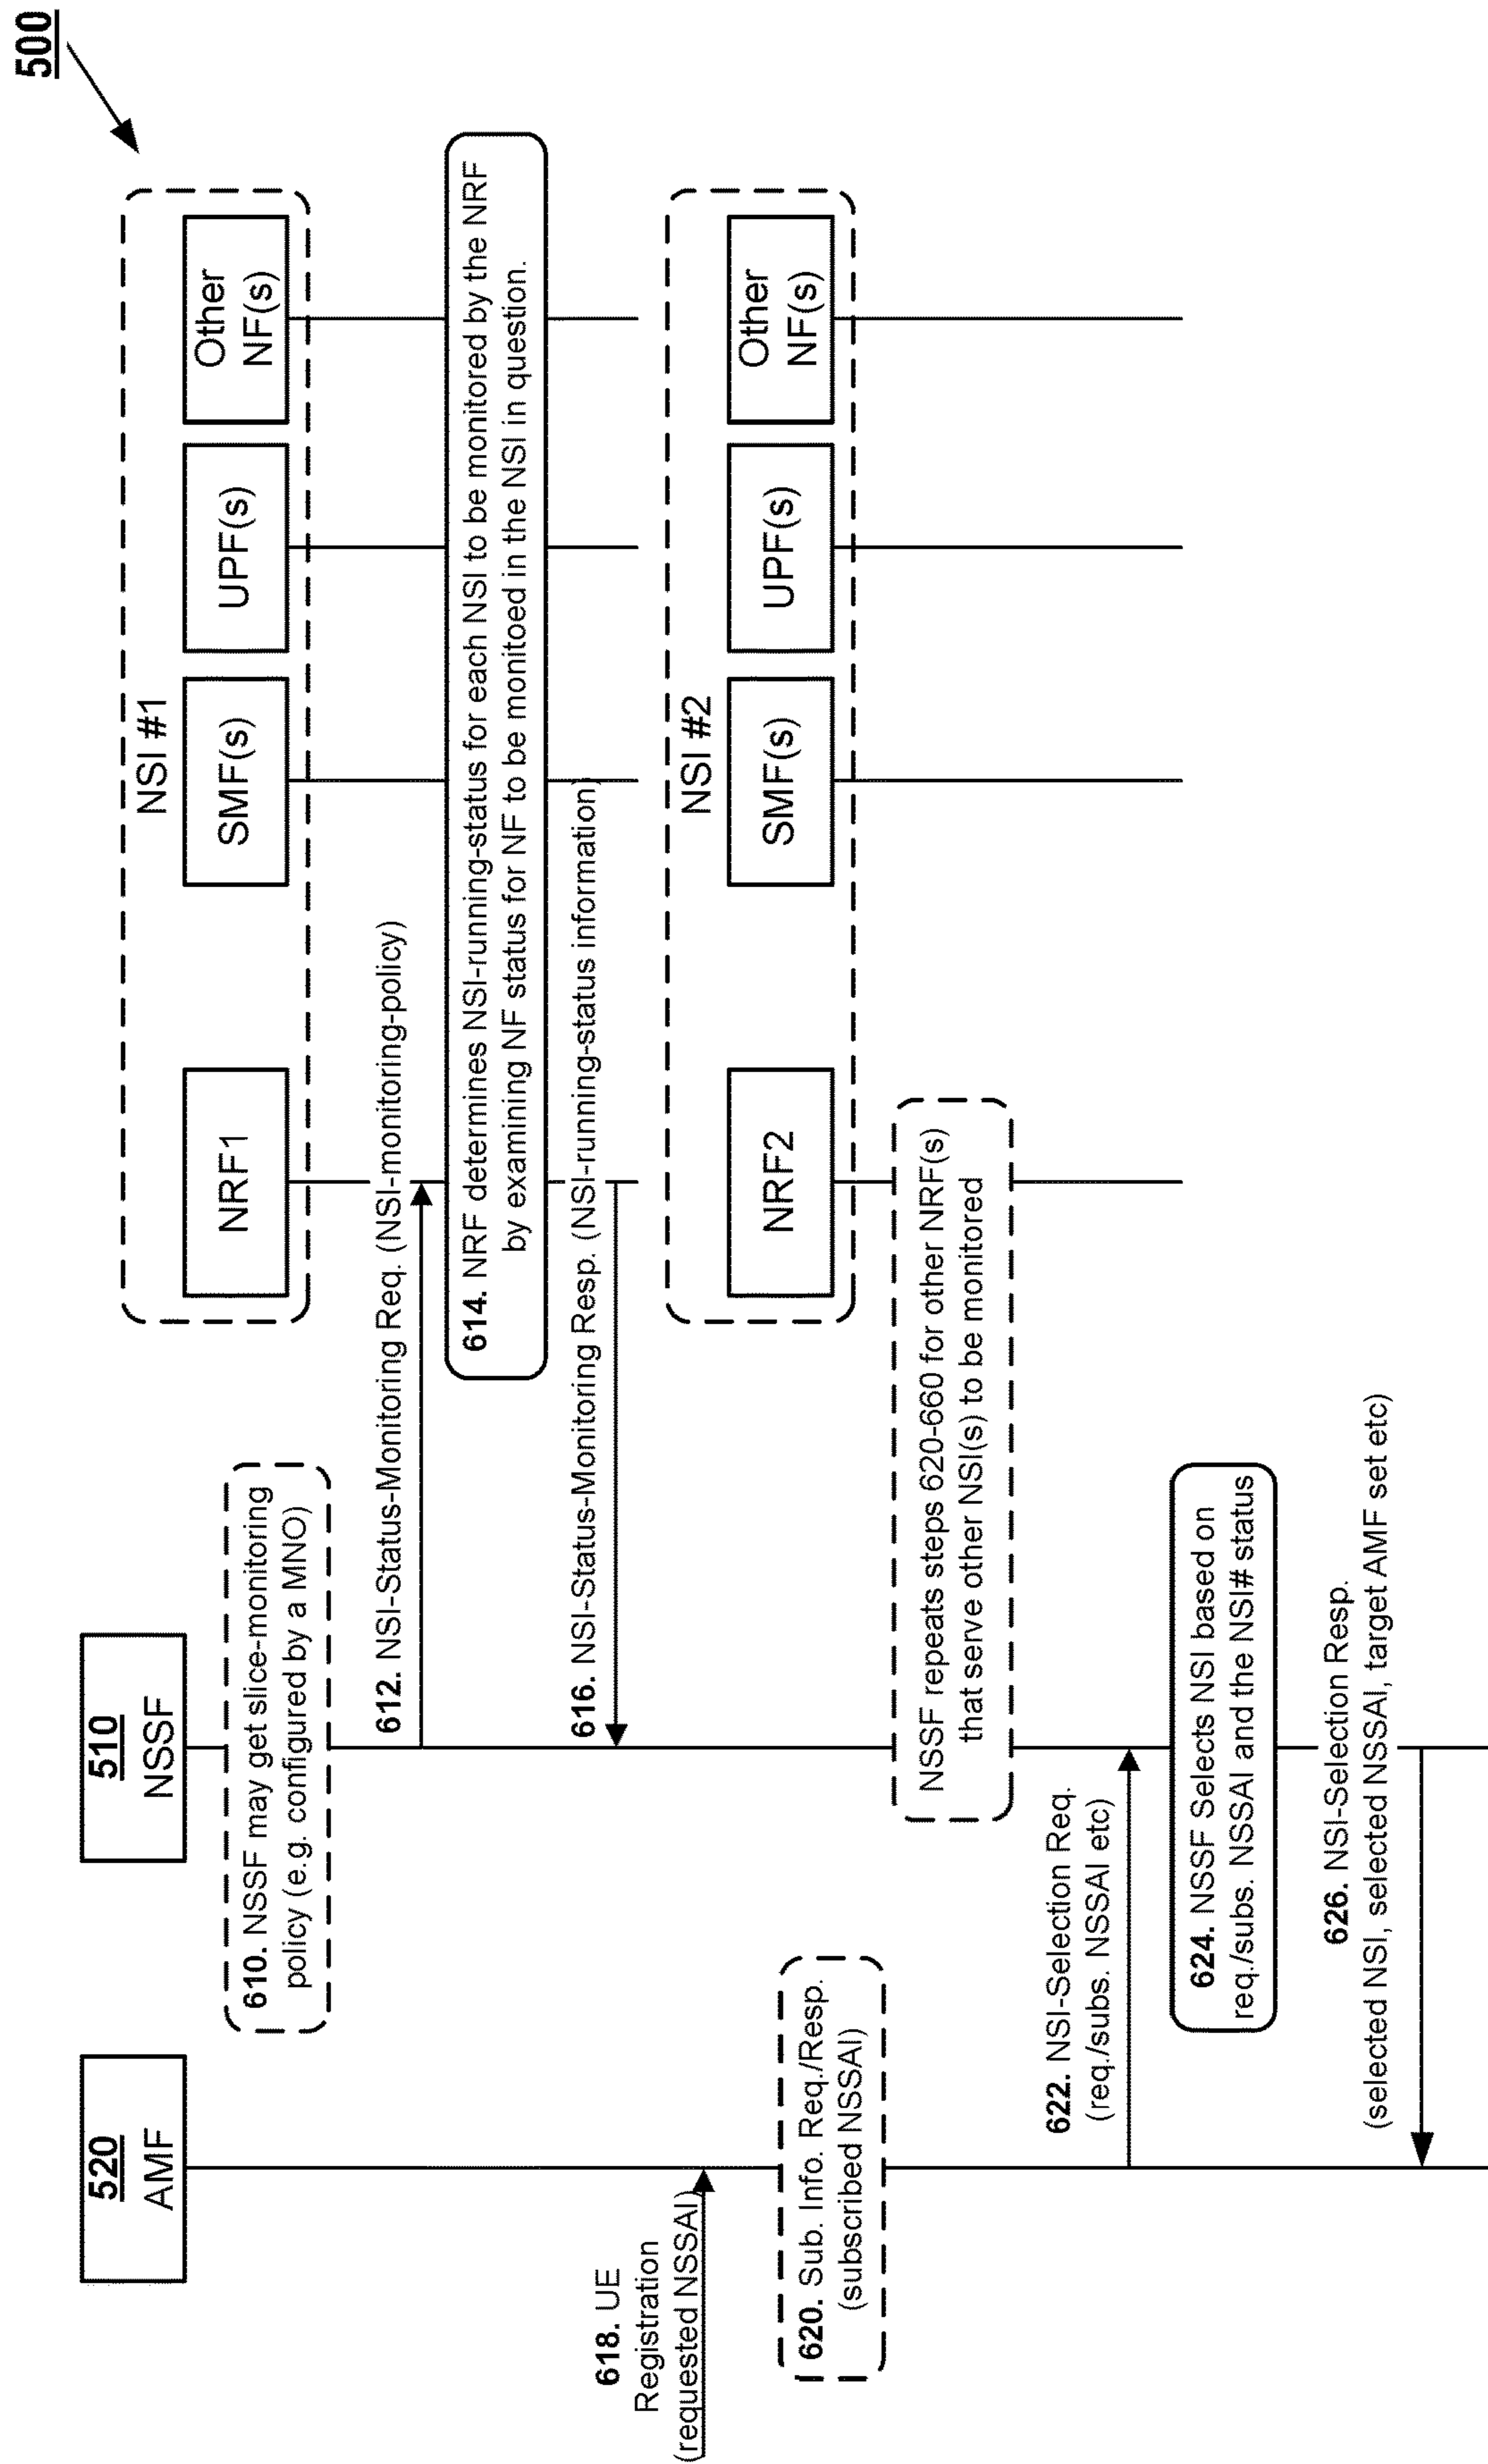 500
520
AMF
510
NSSF
NSI #1
NRF1
SMF(s)
UPF(s)
Other
NF(s)
610. NSSF may get slice-monitoring
policy (e.g. configured by a MNO)
612. NSI-Status-Monitoring Req. (NSI-monitoring-policy)
614. NRF determines NSI-running-status for each NSI to be monitored by the NRF
by examining NF status for NF to be monitoed in the NSI in question.
616. NSI-Status-Monitoring Resp. (NSI-running-status information)
618. UE
Registration
(requested NSSAI)
NSI #2
NRF2
SMF(s)
UPF(s)
Other
NF(s)
620. Sub. Info. Req./Resp.
(subscribed NSSAI)
NSSF repeats steps 620-660 for other NRF(s)
that serve other NSI(s) to be monitored
622. NSI-Selection Req.
(req./subs. NSSAI etc)
624. NSSF Selects NSI based on
req./subs. NSSAI and the NSI# status
626. NSI-Selection Resp.
(selected NSI, selected NSSAI, target AMF set etc)